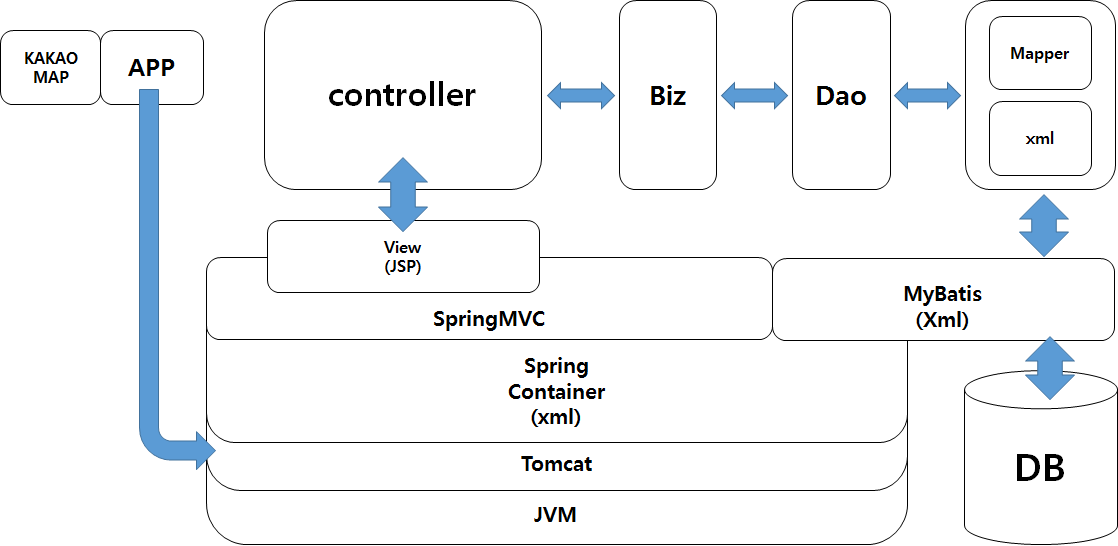 KAKAO
MAP
APP
controller
Biz
Dao
Mapper
xml
View
(JSP)
SpringMVC
MyBatis
(Xml)
Spring
Container
(xml)
Tomcat
JVM
DB